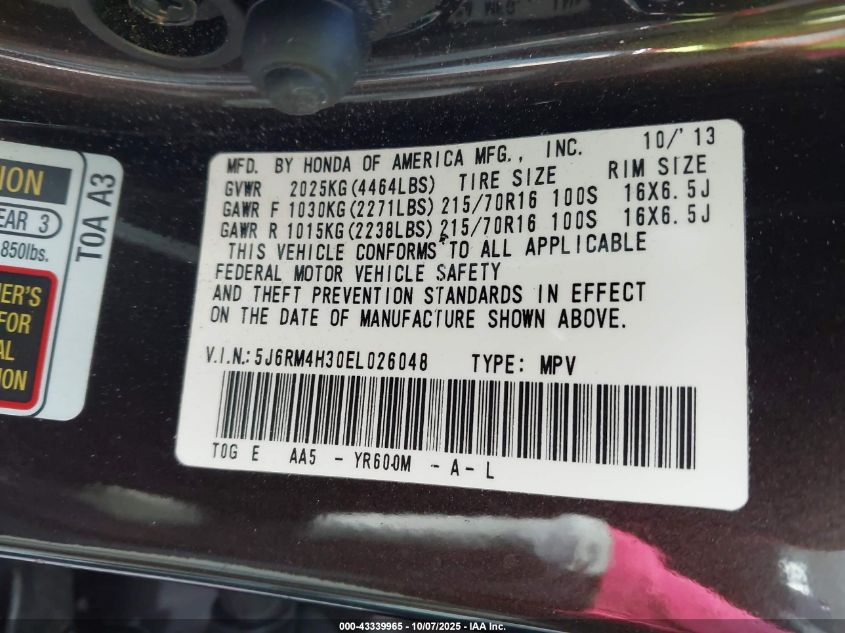 MFD. BY HONDA OF AMERICA MFG., INC. 10/'13
GVWR 2025KG(4464LBS) TIRE SIZE RIM SIZE
GAWR F 1030KG(2271LBS) 215/70R16 100S 16X6.5J
GAWR R 1015KG(2238LBS) 215/70R16 100S 16X6.5J
THIS VEHICLE CONFORMS TO ALL APPLICABLE
FEDERAL MOTOR VEHICLE SAFETY
AND THEFT PREVENTION STANDARDS IN EFFECT
ON THE DATE OF MANUFACTURE SHOWN ABOVE.
V.I.N.: 5J6RM4H30EL026048 TYPE: MPV
T0G E AA5 - YR600M - A - L
ION
EAR 3
850lbs.
ER'S
FOR
AL
ION
T0A A3
000-43339965 - 10/07/2025 - IAA Inc.